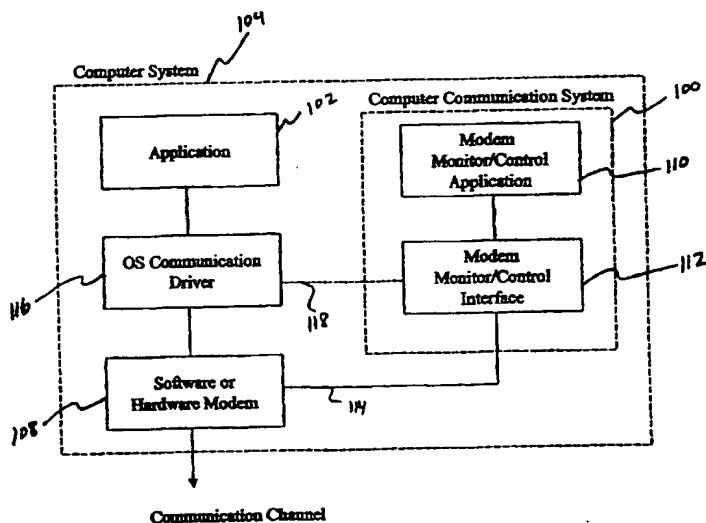 104
Computer System
102
Computer Communication System
100
Application
Modem
Monitor/Control
Application
110
OS Communication
Driver
Modem
Monitor/Control
Interface
112
116
118
Software or
Hardware Modem
114
108
Communication Channel